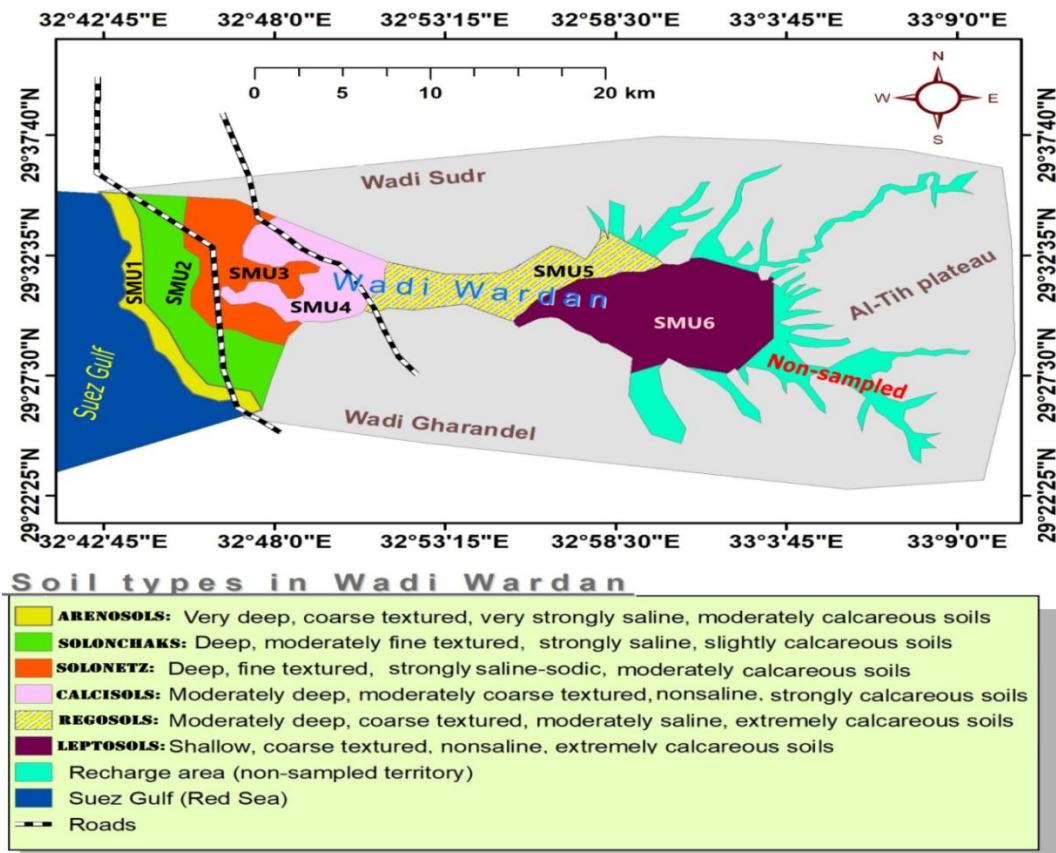 32°42'45"E 32°48'0"E 32°53'15"E 32°58'30"E 33°3'45"E 33°9'0"E
N
W E
S
0 5 10 20 km
29°37'40"N 29°37'40"N
Wadi Sudr
29°32'35"N 29°32'35"N
SMU1
SMU2
SMU3
SMU4
SMU5
SMU6
Wadi Wardan
Al-Tih plateau
Suez Gulf
29°27'30"N 29°27'30"N
Non-sampled
Wadi Gharandel
29°22'25"N 29°22'25"N
32°42'45"E 32°48'0"E 32°53'15"E 32°58'30"E 33°3'45"E 33°9'0"E
Soil types in Wadi Wardan
ARENOSOLS: Very deep, coarse textured, very strongly saline, moderately calcareous soils
SOLONCHAKS: Deep, moderately fine textured, strongly saline, slightly calcareous soils
SOLONETZ: Deep, fine textured, strongly saline-sodic, moderately calcareous soils
CALCISOLS: Moderately deep, moderately coarse textured, nonsaline, strongly calcareous soils
REGOSOLS: Moderately deep, coarse textured, moderately saline, extremely calcareous soils
LEPTOSOLS: Shallow, coarse textured, nonsaline, extremely calcareous soils
Recharge area (non-sampled territory)
Suez Gulf (Red Sea)
Roads